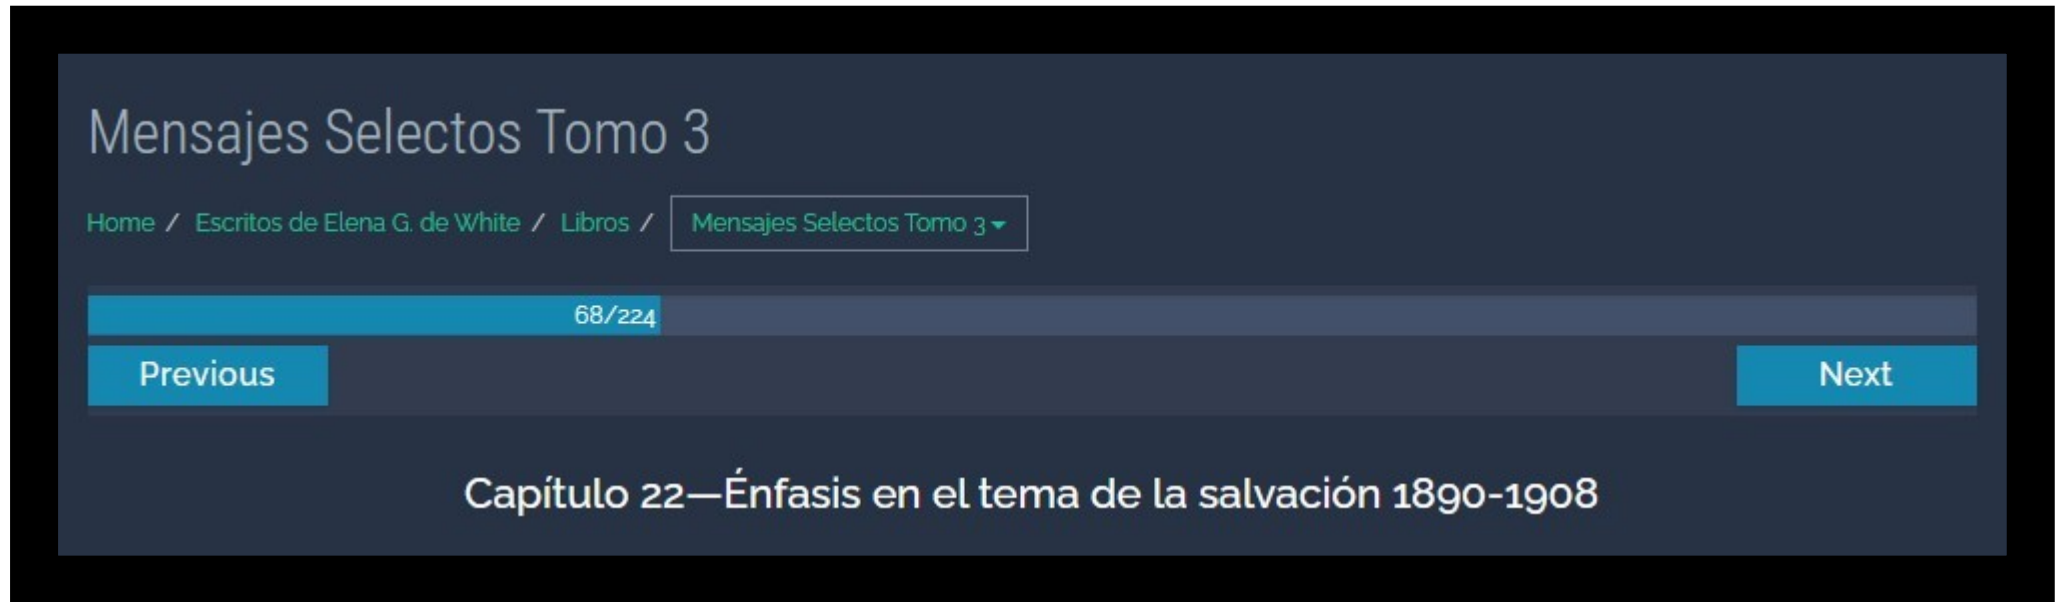 Mensajes Selectos Tomo 3
Home / Escritos de Elena G. de White / Libros / Mensajes Selectos Tomo 3
68/224
Previous Next
Capítulo 22—Énfasis en el tema de la salvación 1890-1908